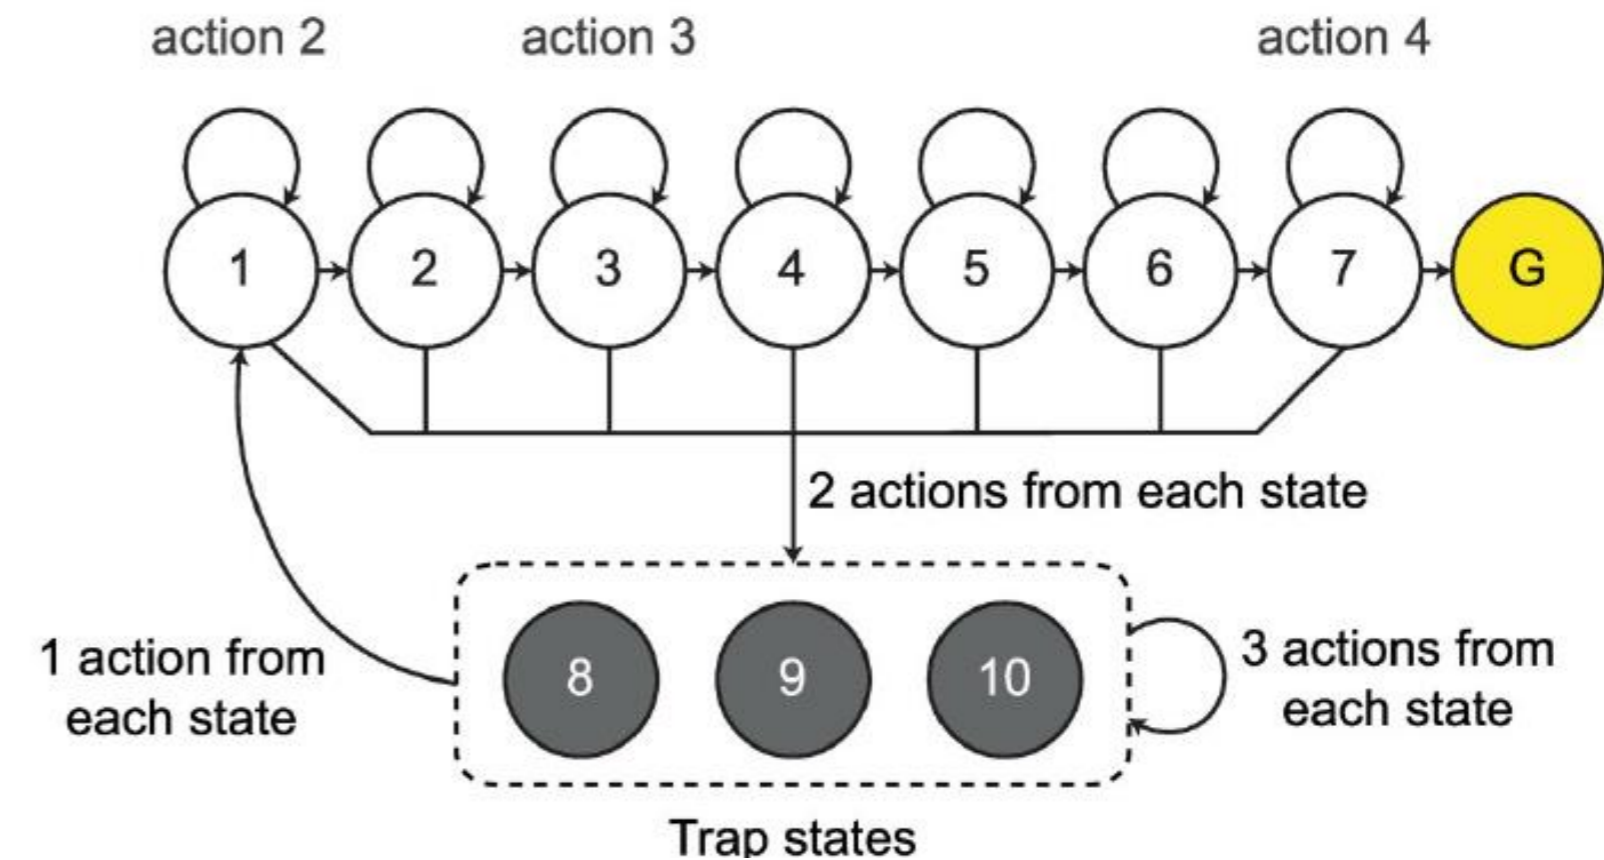 action 2 action 3 action 4
1 2 3 4 5 6 7 G
2 actions from each state
1 action from
each state
8 9 10
3 actions from
each state
Trap states